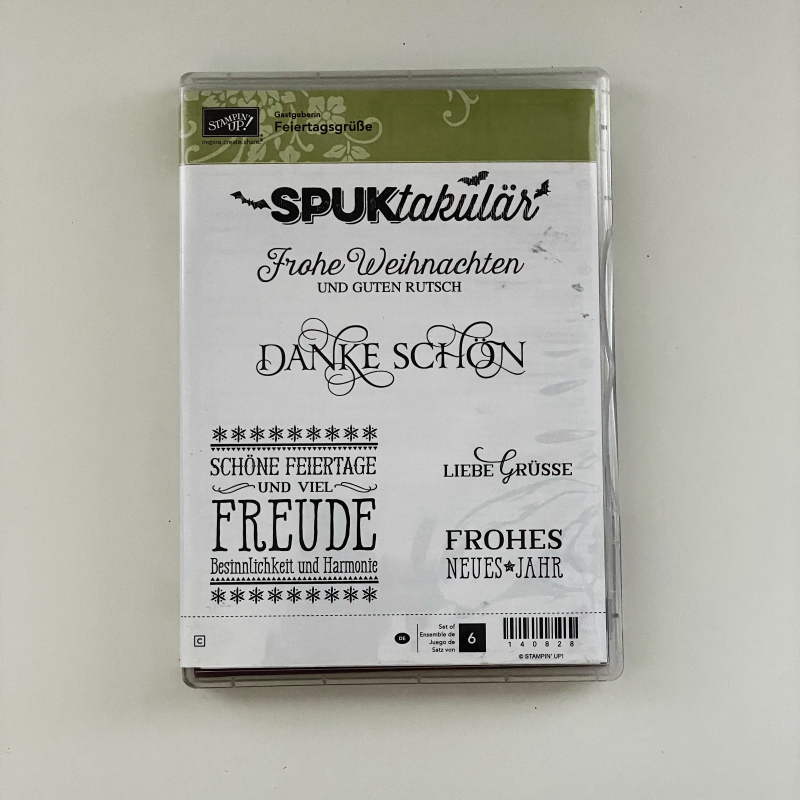 STAMPIN' UP!
inspire.create.share.
Gastgeberin
Feiertagsgrüße
SPUKtakulär
Frohe Weihnachten
UND GUTEN RUTSCH
DANKE SCHÖN
SCHÖNE FEIERTAGE
UND VIEL
FREUDE
Besinnlichkeit und Harmonie
LIEBE GRÜSSE
FROHES
NEUES JAHR
C
DE
Set of
Ensemble de
Juego de
Satz von
6
140828
© STAMPIN' UP!